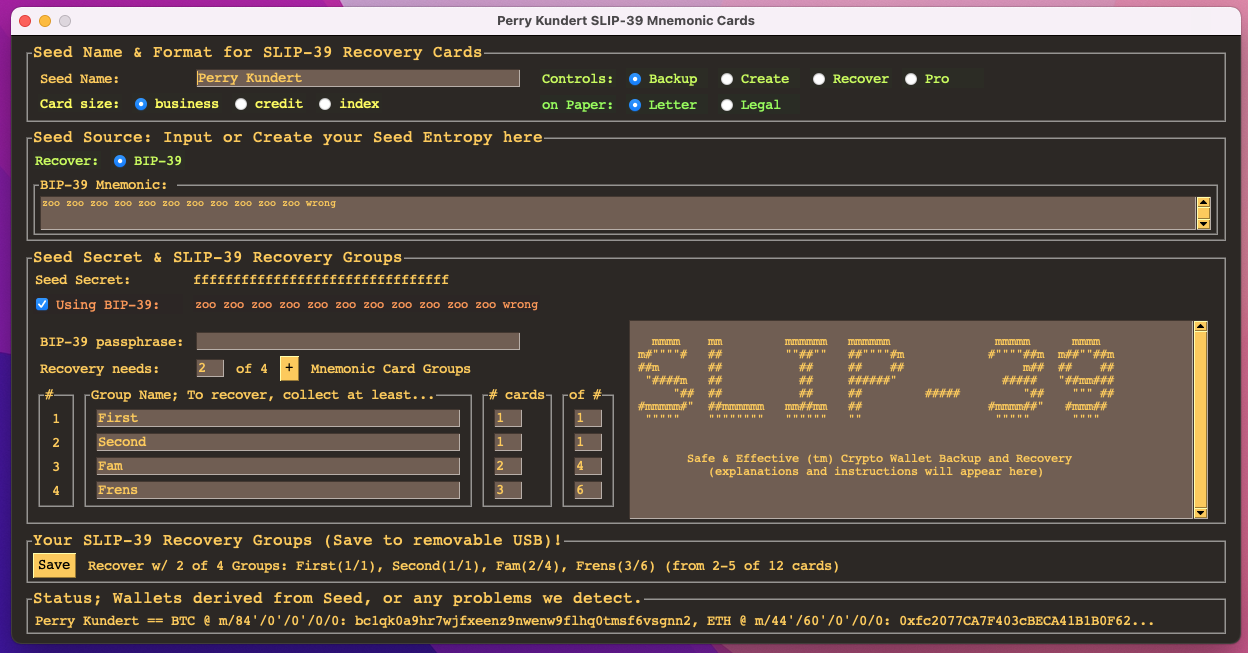 Perry Kundert SLIP-39 Mnemonic Cards
Seed Name & Format for SLIP-39 Recovery Cards
Seed Name: Perry Kundert Controls: Backup Create Recover Pro
Card size: business credit index on Paper: Letter Legal
Seed Source: Input or Create your Seed Entropy here
Recover: BIP-39
BIP-39 Mnemonic:
zoo zoo zoo zoo zoo zoo zoo zoo zoo zoo zoo wrong
Seed Secret & SLIP-39 Recovery Groups
Seed Secret: ffffffffffffffffffffffffffffffff
Using BIP-39: zoo zoo zoo zoo zoo zoo zoo zoo zoo zoo zoo wrong
BIP-39 passphrase:
Recovery needs: 2 of 4 + Mnemonic Card Groups
# Group Name; To recover, collect at least... # cards of #
1 First 1 1
2 Second 1 1
3 Fam 2 4
4 Frens 3 6
SLIP-39
Safe & Effective (tm) Crypto Wallet Backup and Recovery
(explanations and instructions will appear here)
Your SLIP-39 Recovery Groups (Save to removable USB)!
Save Recover w/ 2 of 4 Groups: First(1/1), Second(1/1), Fam(2/4), Frens(3/6) (from 2-5 of 12 cards)
Status; Wallets derived from Seed, or any problems we detect.
Perry Kundert == BTC @ m/84'/0'/0'/0/0: bc1qk0a9hr7wjfxeenz9nwenw9flhq0tmsf6vsgnn2, ETH @ m/44'/60'/0'/0/0: 0xfc2077CA7F403cBECA41B1B0F62...